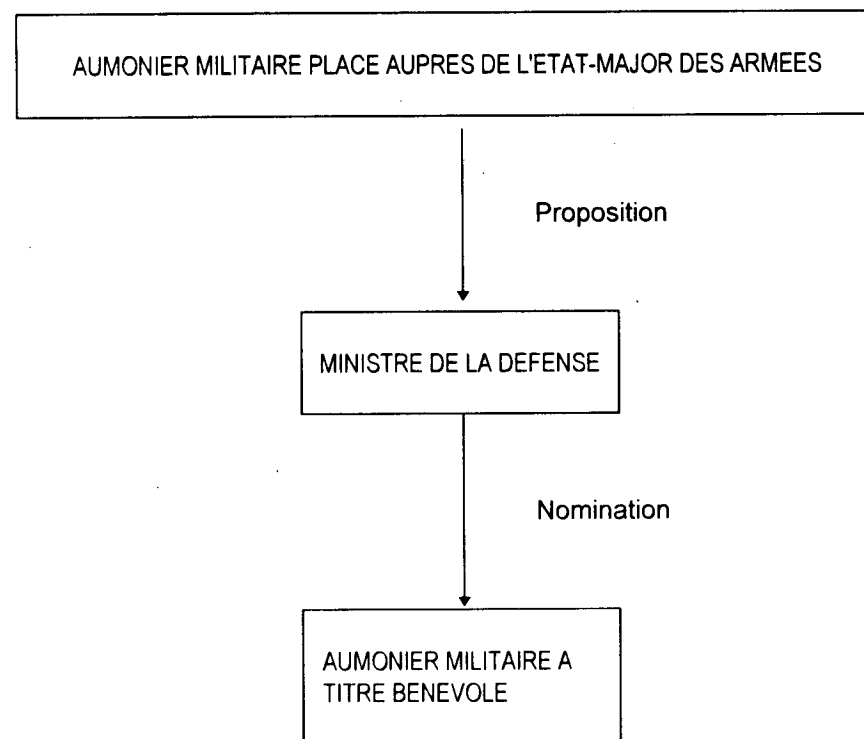 AUMONIER MILITAIRE PLACE AUPRES DE L'ETAT-MAJOR DES ARMEES
Proposition
MINISTRE DE LA DEFENSE
Nomination
AUMONIER MILITAIRE A
TITRE BENEVOLE